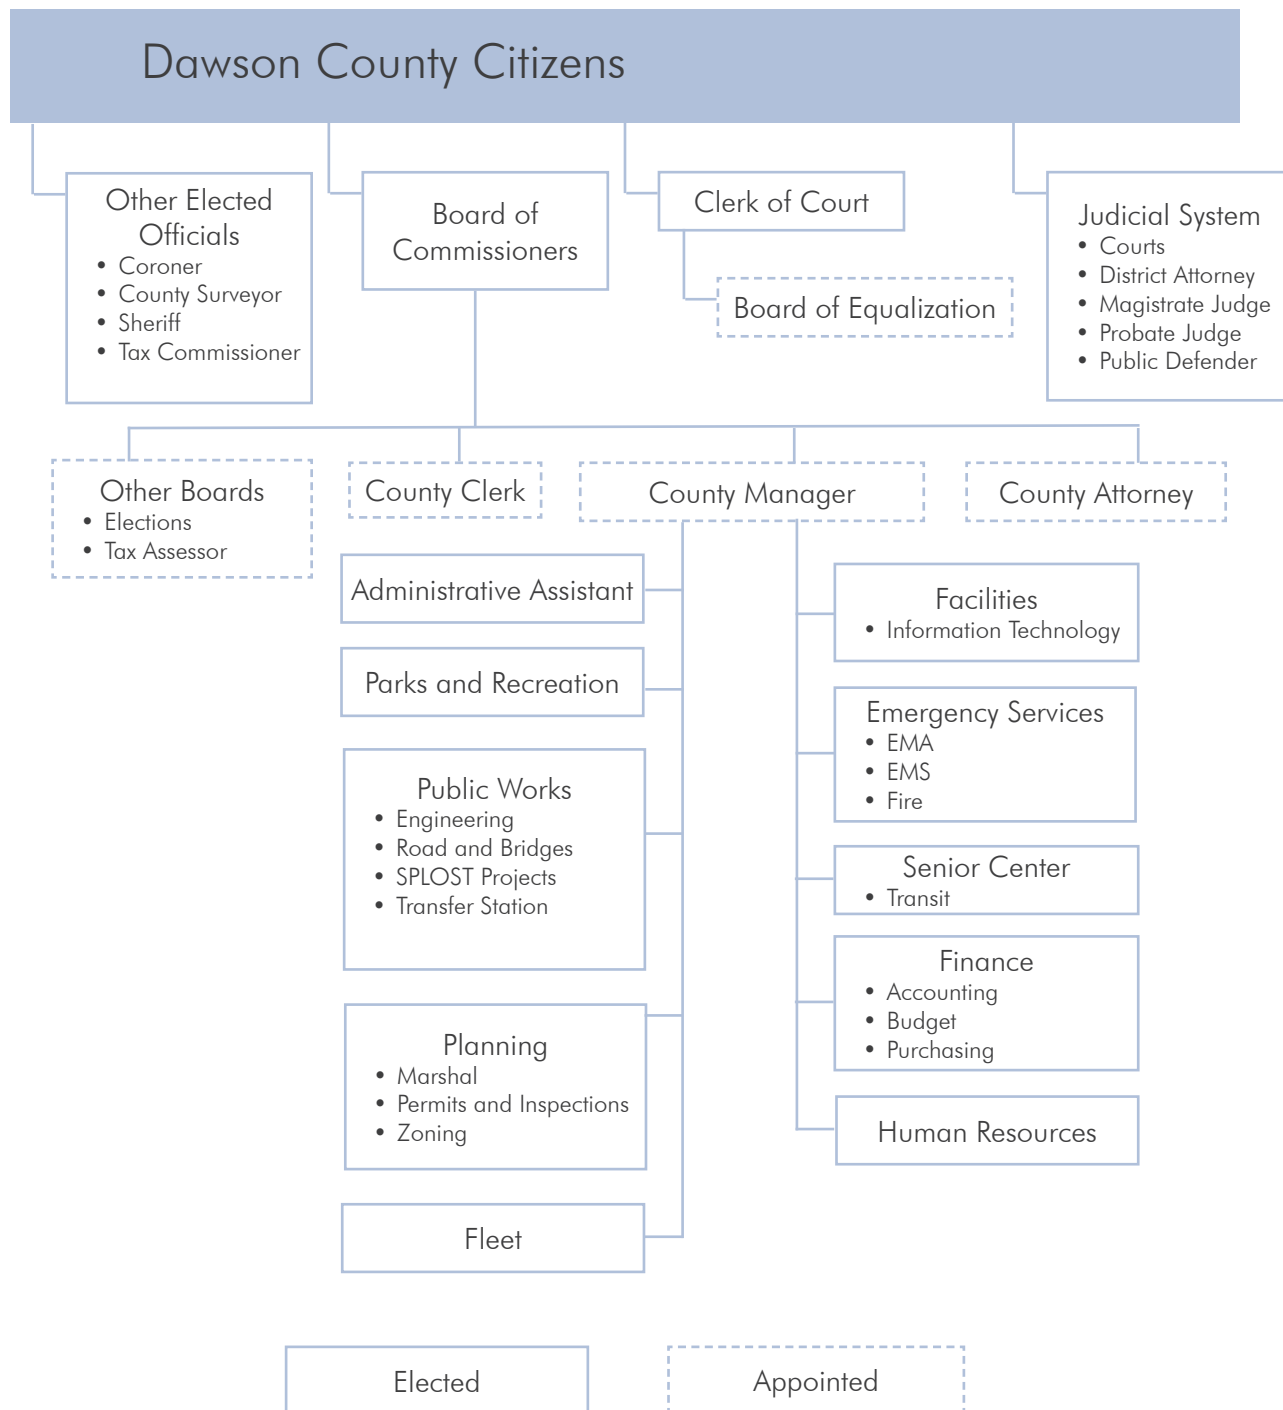 Dawson County Citizens
Other Elected
Officials
• Coroner
• County Surveyor
• Sheriff
• Tax Commissioner
Board of
Commissioners
Clerk of Court
Board of Equalization
Judicial System
• Courts
• District Attorney
• Magistrate Judge
• Probate Judge
• Public Defender
Other Boards
• Elections
• Tax Assessor
County Clerk
County Manager
County Attorney
Administrative Assistant
Parks and Recreation
Public Works
• Engineering
• Road and Bridges
• SPLOST Projects
• Transfer Station
Planning
• Marshal
• Permits and Inspections
• Zoning
Fleet
Facilities
• Information Technology
Emergency Services
• EMA
• EMS
• Fire
Senior Center
• Transit
Finance
• Accounting
• Budget
• Purchasing
Human Resources
Elected
Appointed